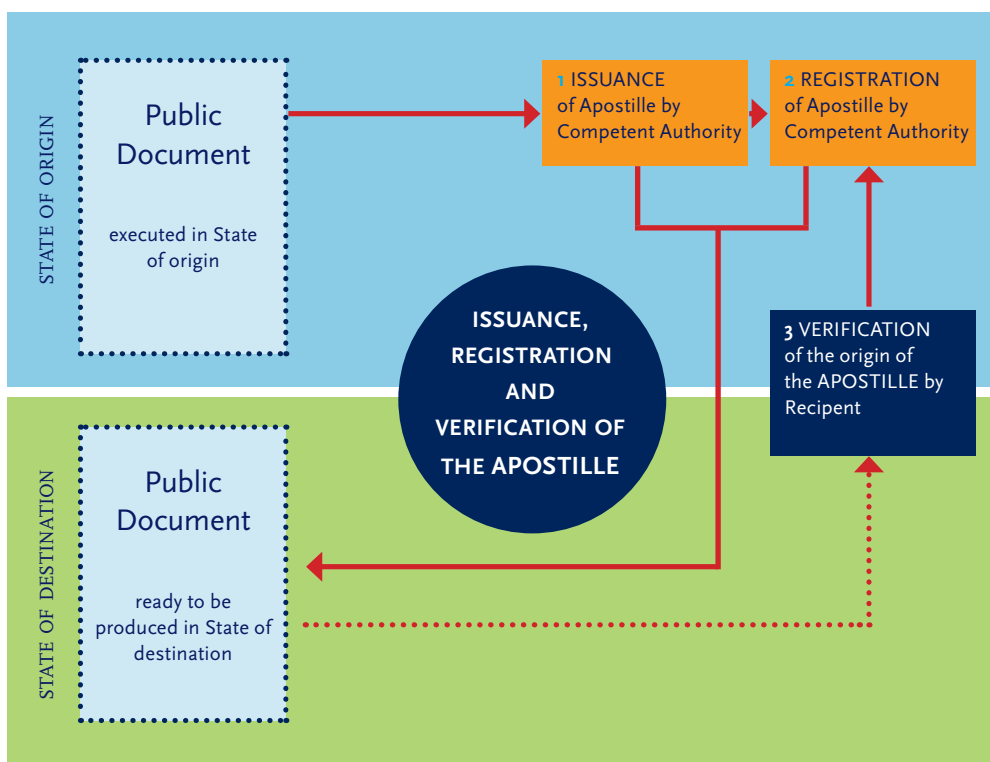 STATE OF ORIGIN
Public
Document
executed in State
of origin
1 ISSUANCE
of Apostille by
Competent Authority
2 REGISTRATION
of Apostille by
Competent Authority
ISSUANCE,
REGISTRATION
AND
VERIFICATION OF
THE APOSTILLE
3 VERIFICATION
of the origin of
the APOSTILLE by
Recipent
STATE OF DESTINATION
Public
Document
ready to be
produced in State of
destination